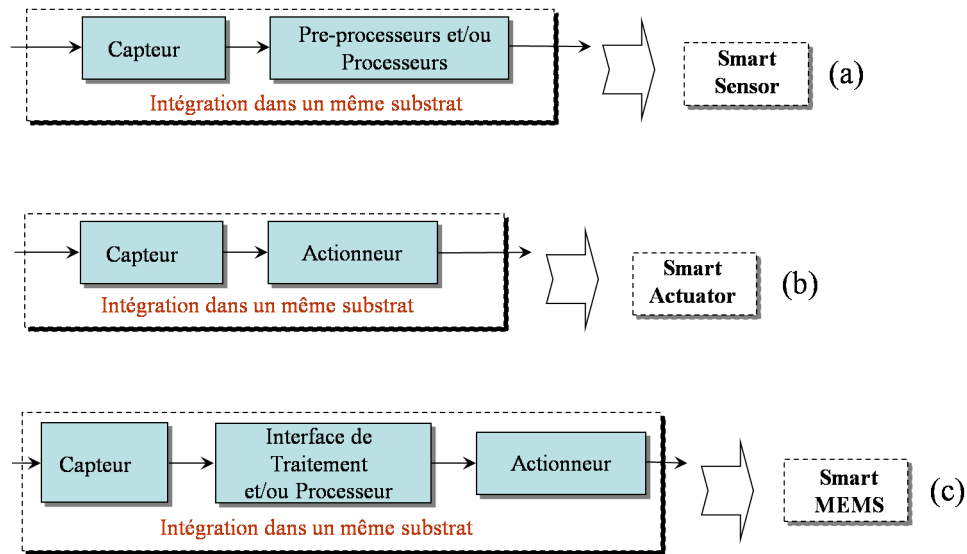 Capteur
Pre-processeurs et/ou
Processeurs
Intégration dans un même substrat
Smart
Sensor
(a)
Capteur
Actionneur
Intégration dans un même substrat
Smart
Actuator
(b)
Capteur
Interface de
Traitement
et/ou Processeur
Actionneur
Intégration dans un même substrat
Smart
MEMS
(c)